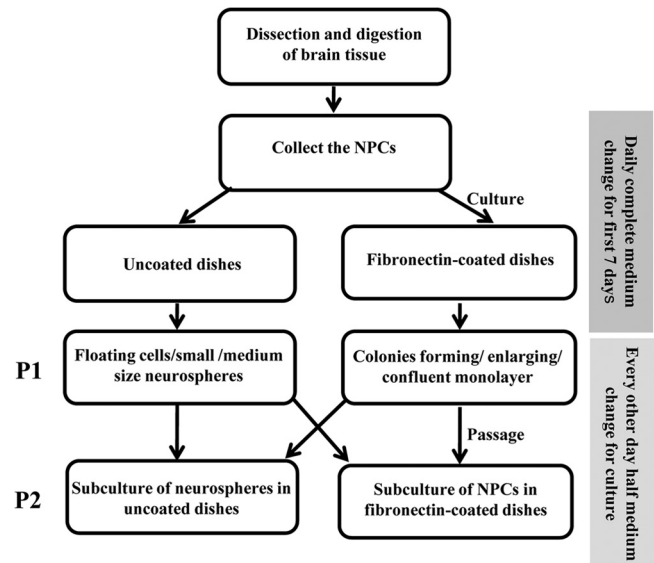 Dissection and digestion
of brain tissue
Collect the NPCs
Culture
Uncoated dishes
Fibronectin-coated dishes
Daily complete medium
change for first 7 days
P1
Floating cells/small /medium
size neurospheres
Colonies forming/ enlarging/
confluent monolayer
Passage
P2
Subculture of neurospheres in
uncoated dishes
Subculture of NPCs in
fibronectin-coated dishes
Every other day half medium
change for culture